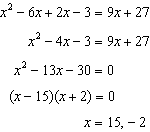 x² − 6x + 2x − 3 = 9x + 27
x² − 4x − 3 = 9x + 27
x² − 13x − 30 = 0
(x − 15)(x + 2) = 0
x = 15, − 2